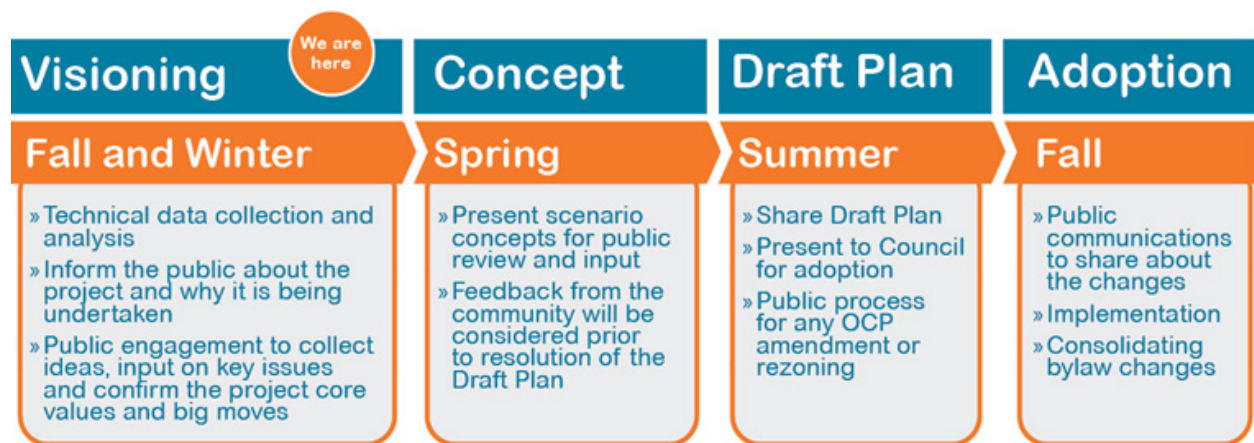 We are
here
Visioning
Concept
Draft Plan
Adoption
Fall and Winter
Spring
Summer
Fall
» Technical data collection and
analysis
» Inform the public about the
project and why it is being
undertaken
» Public engagement to collect
ideas, input on key issues
and confirm the project core
values and big moves
» Present scenario
concepts for public
review and input
» Feedback from the
community will be
considered prior
to resolution of the
Draft Plan
» Share Draft Plan
» Present to Council
for adoption
» Public process
for any OCP
amendment or
rezoning
» Public
communications
to share about
the changes
» Implementation
» Consolidating
bylaw changes